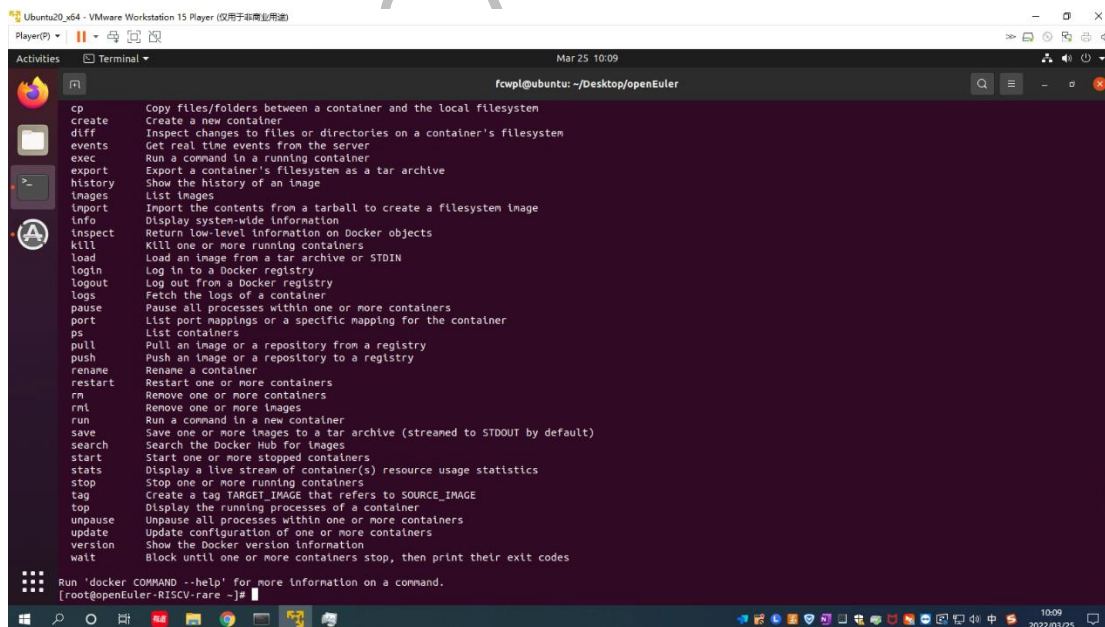 Ubuntu20_x64 - VMware Workstation 15 Player (仅用于非商业用途)
Player(P)
Activities Terminal Mar 25 10:09
fcwpl@ubuntu: ~/Desktop/openEuler
cp Copy files/folders between a container and the local filesystem
create Create a new container
diff Inspect changes to files or directories on a container's filesystem
events Get real time events from the server
exec Run a command in a running container
export Export a container's filesystem as a tar archive
history Show the history of an image
images List images
import Import the contents from a tarball to create a filesystem image
info Display system-wide information
inspect Return low-level information on Docker objects
kill Kill one or more running containers
load Load an image from a tar archive or STDIN
login Log in to a Docker registry
logout Log out from a Docker registry
logs Fetch the logs of a container
pause Pause all processes within one or more containers
port List port mappings or a specific mapping for the container
ps List containers
pull Pull an image or a repository from a registry
push Push an image or a repository to a registry
rename Rename a container
restart Restart one or more containers
rm Remove one or more containers
rmi Remove one or more images
run Run a command in a new container
save Save one or more images to a tar archive (streamed to STDOUT by default)
search Search the Docker Hub for images
start Start one or more stopped containers
stats Display a live stream of container(s) resource usage statistics
stop Stop one or more running containers
tag Create a tag TARGET_IMAGE that refers to SOURCE_IMAGE
top Display the running processes of a container
unpause Unpause all processes within one or more containers
update Update configuration of one or more containers
version Show the Docker version information
wait Block until one or more containers stop, then print their exit codes
Run 'docker COMMAND --help' for more information on a command.
[root@openEuler-RISCV-rare ~]#
中 10:09
2022/03/25